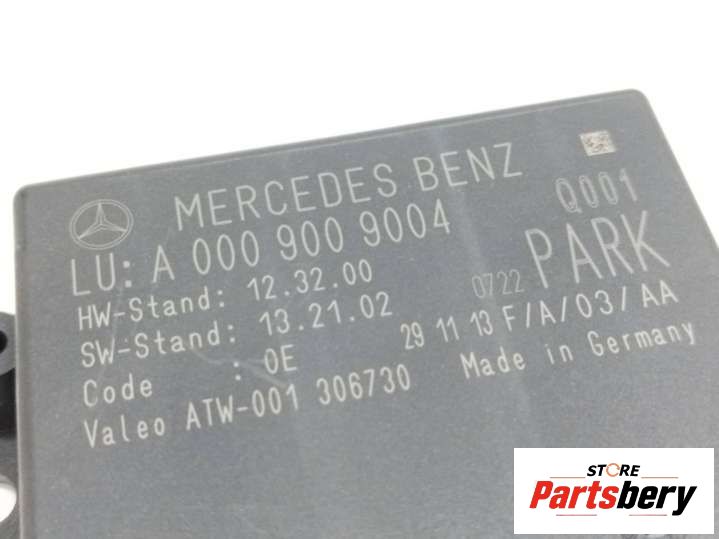 MERCEDES BENZ
Q001
LU: A 000 900 9004
0722 PARK
HW-Stand: 12.32.00
SW-Stand: 13.21.02
29 11 13 F/A/03/AA
Code : 0E
Made in Germany
Valeo ATW-001 306730
STORE
Partsbery